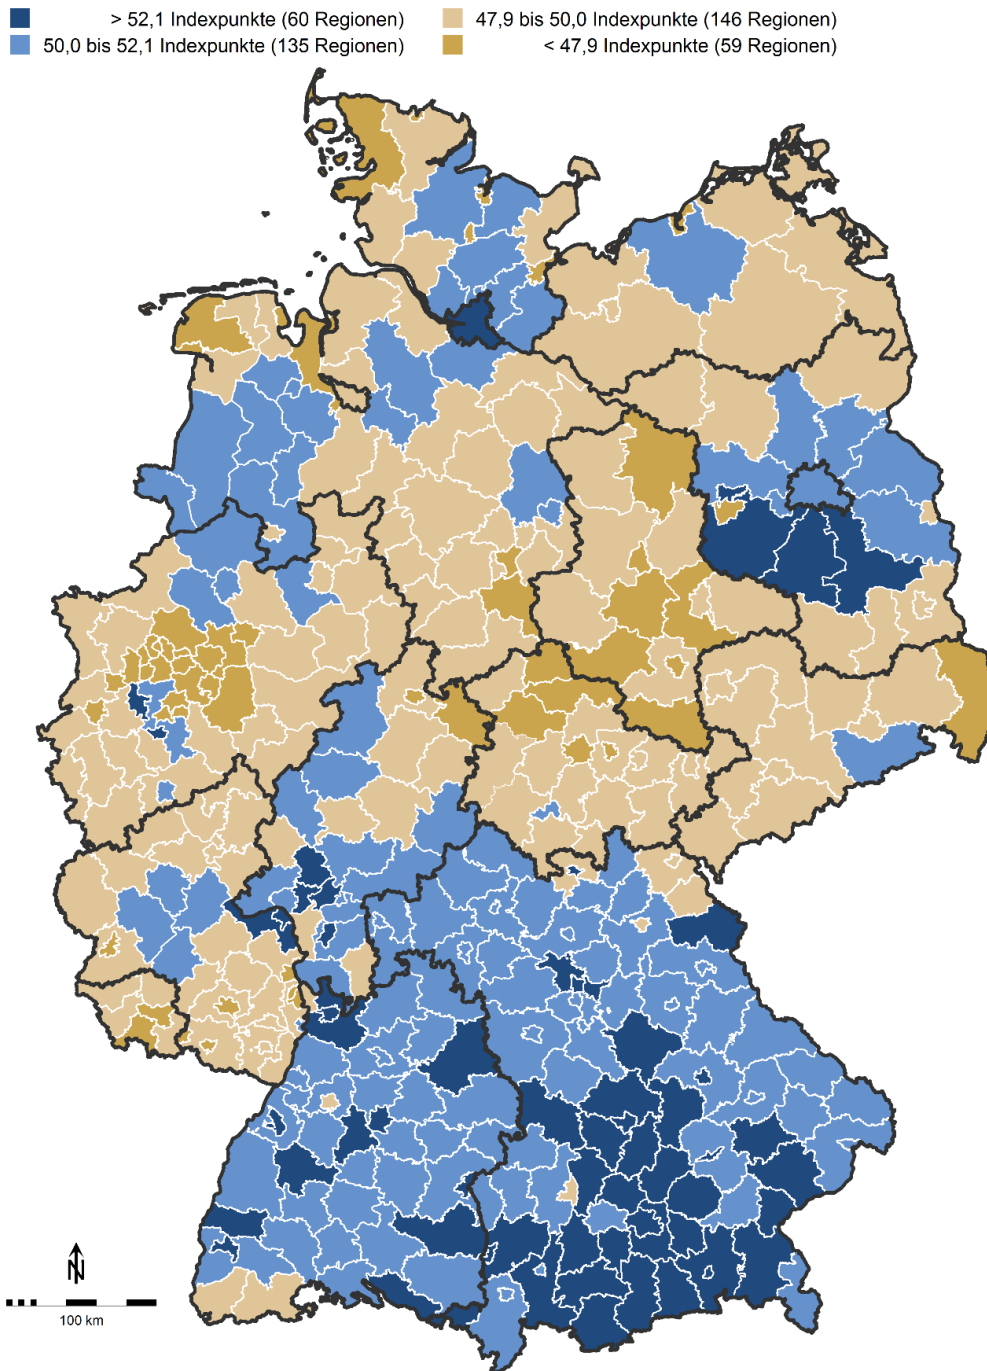 > 52,1 Indexpunkte (60 Regionen)
47,9 bis 50,0 Indexpunkte (146 Regionen)
50,0 bis 52,1 Indexpunkte (135 Regionen)
< 47,9 Indexpunkte (59 Regionen)
N
100 km